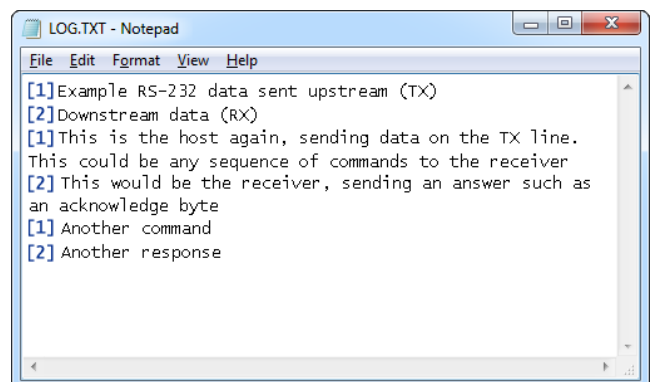 LOG.TXT - Notepad
File Edit Format View Help
[1]Example RS-232 data sent upstream (TX)
[2]Downstream data (RX)
[1]This is the host again, sending data on the TX line.
This could be any sequence of commands to the receiver
[2] This would be the receiver, sending an answer such as
an acknowledge byte
[1] Another command
[2] Another response